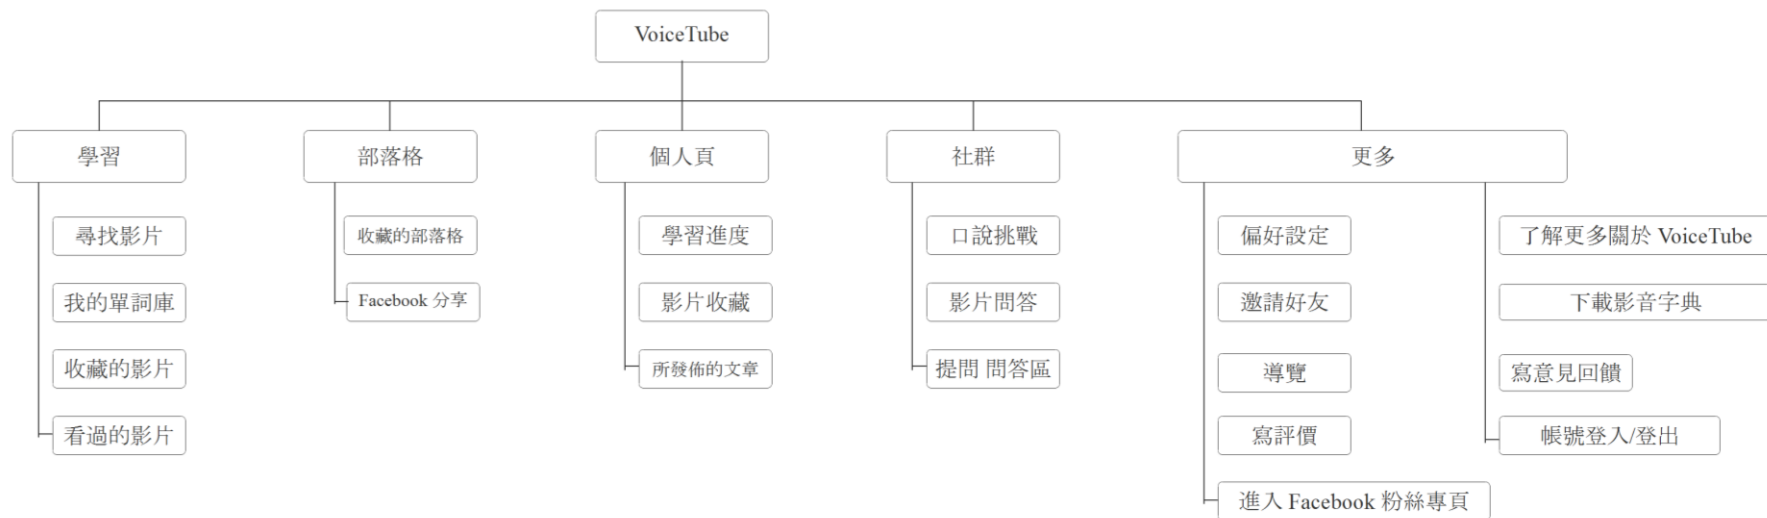 VoiceTube
學習
部落格
個人頁
社群
更多
尋找影片
我的單詞庫
收藏的影片
看過的影片
收藏的部落格
Facebook 分享
學習進度
影片收藏
所發佈的文章
口說挑戰
影片問答
提問 問答區
偏好設定
邀請好友
導覽
寫評價
進入 Facebook 粉絲專頁
了解更多關於 VoiceTube
下載影音字典
寫意見回饋
帳號登入/登出